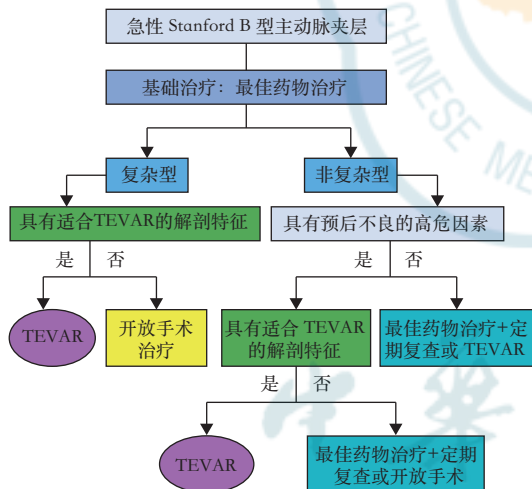 急性 Stanford B 型主动脉夹层
基础治疗：最佳药物治疗
复杂型
非复杂型
具有适合TEVAR的解剖特征
具有预后不良的高危因素
是 否
是 否
TEVAR
开放手术
治疗
具有适合 TEVAR
的解剖特征
最佳药物治疗+定
期复查或 TEVAR
是 否
TEVAR
最佳药物治疗+定期
复查或开放手术
CHINESE ME